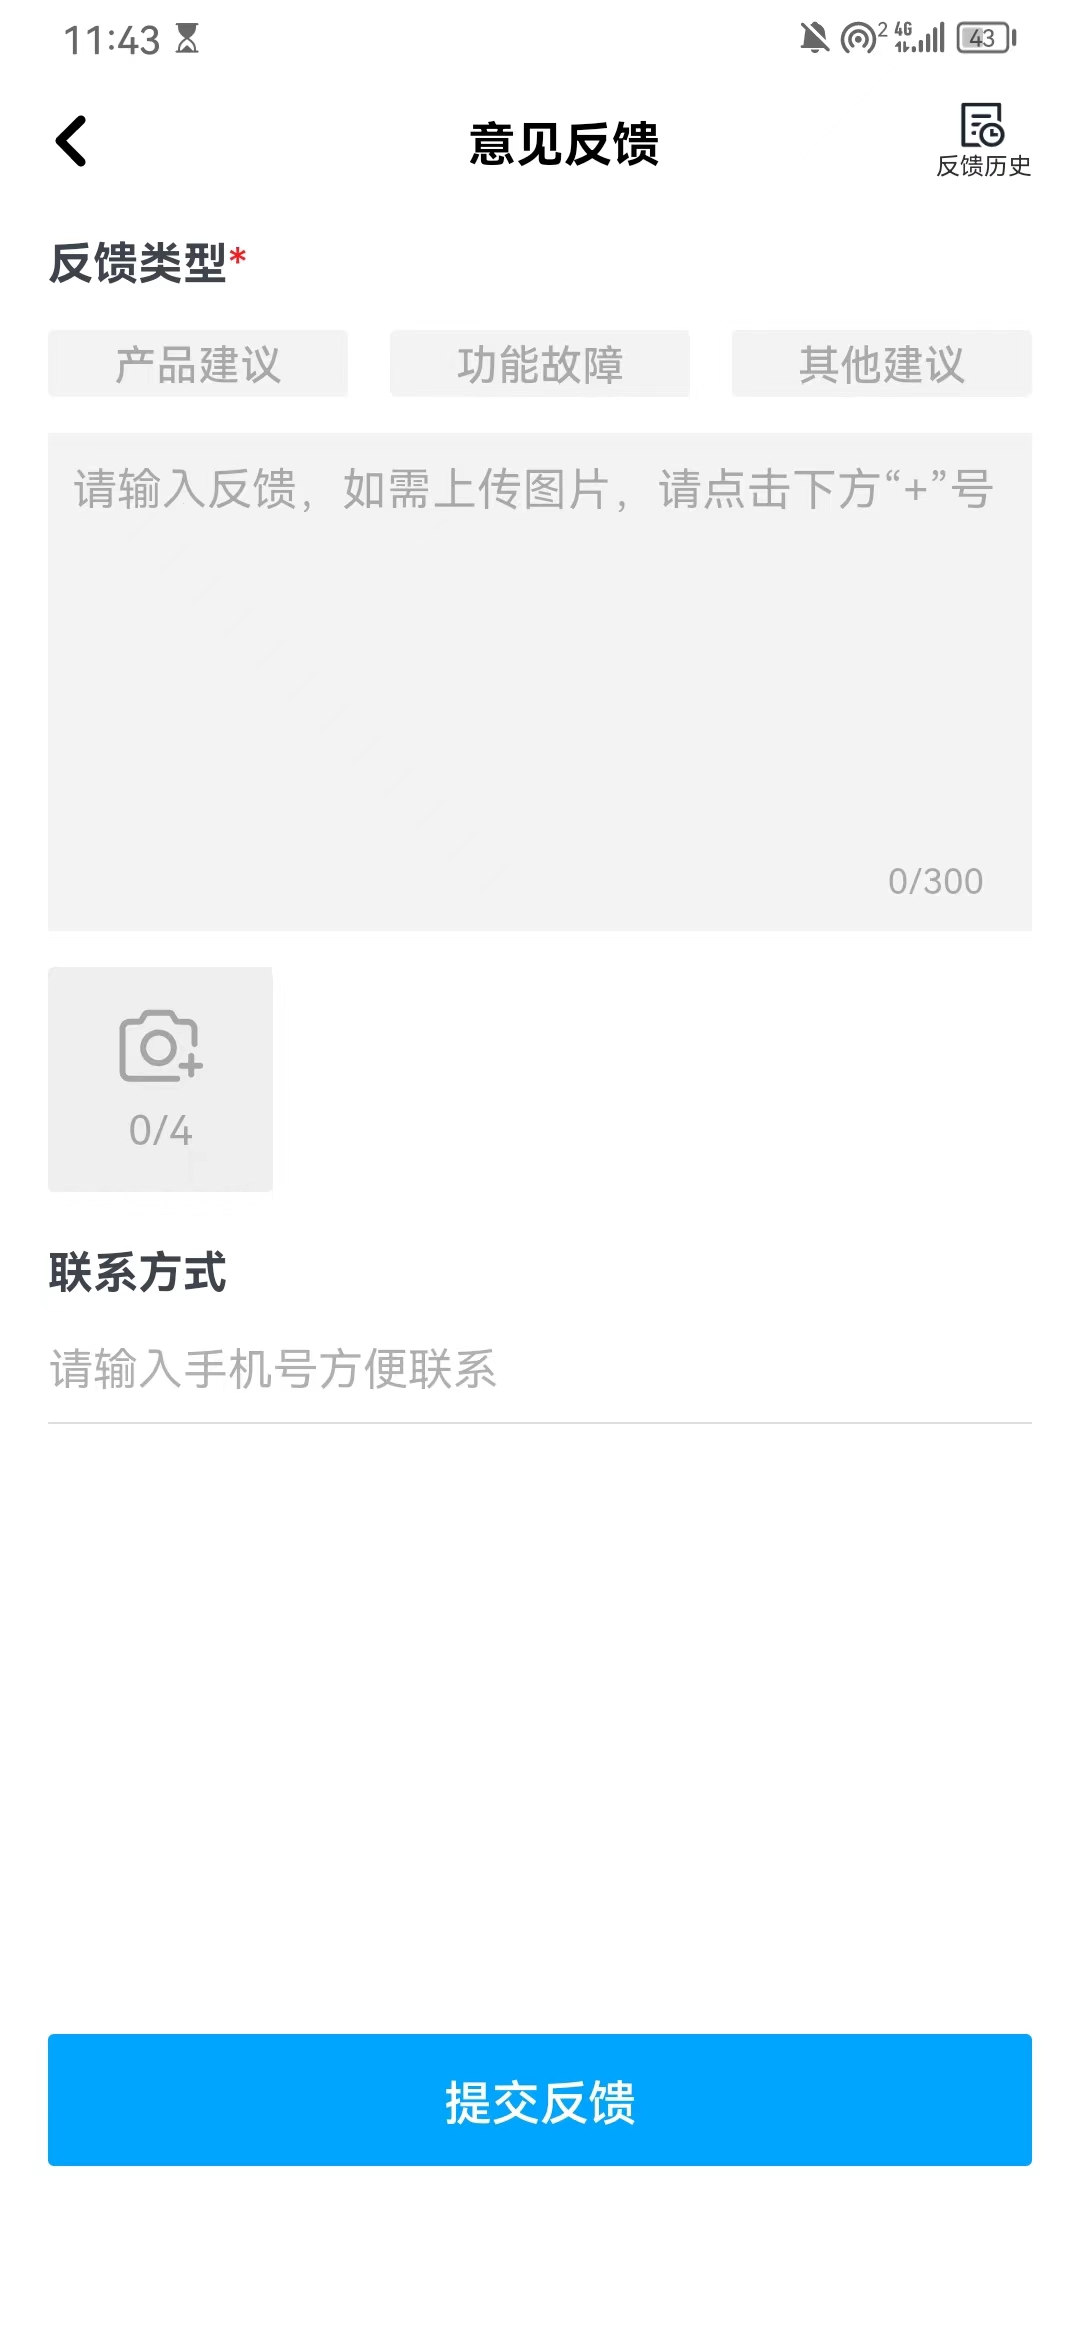 11:43
2 4G 43
意见反馈
反馈历史
反馈类型*
产品建议 功能故障 其他建议
请输入反馈，如需上传图片，请点击下方“+”号
0/300
0/4
联系方式
请输入手机号方便联系
提交反馈